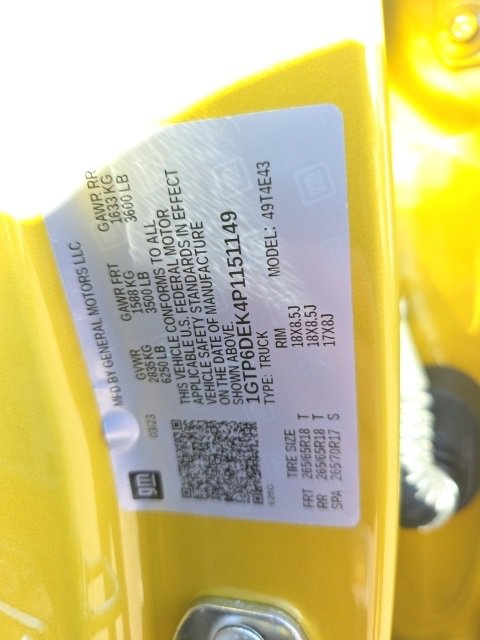 MFD BY GENERAL MOTORS LLC
03/23
GVWR GAWR FRT GAWR RR
2835 KG 1588 KG 1633 KG
6250 LB 3500 LB 3600 LB
THIS VEHICLE CONFORMS TO ALL
APPLICABLE U.S. FEDERAL MOTOR
VEHICLE SAFETY STANDARDS IN EFFECT
ON THE DATE OF MANUFACTURE
SHOWN ABOVE.
1GTP6DEK4P1151149
TYPE: TRUCK MODEL: 49T4E43
gm
TIRE SIZE RIM
FRT 265/65R18 T 18X8.5J
RR 265/65R18 T 18X8.5J
SPA 265/70R17 S 17X8J